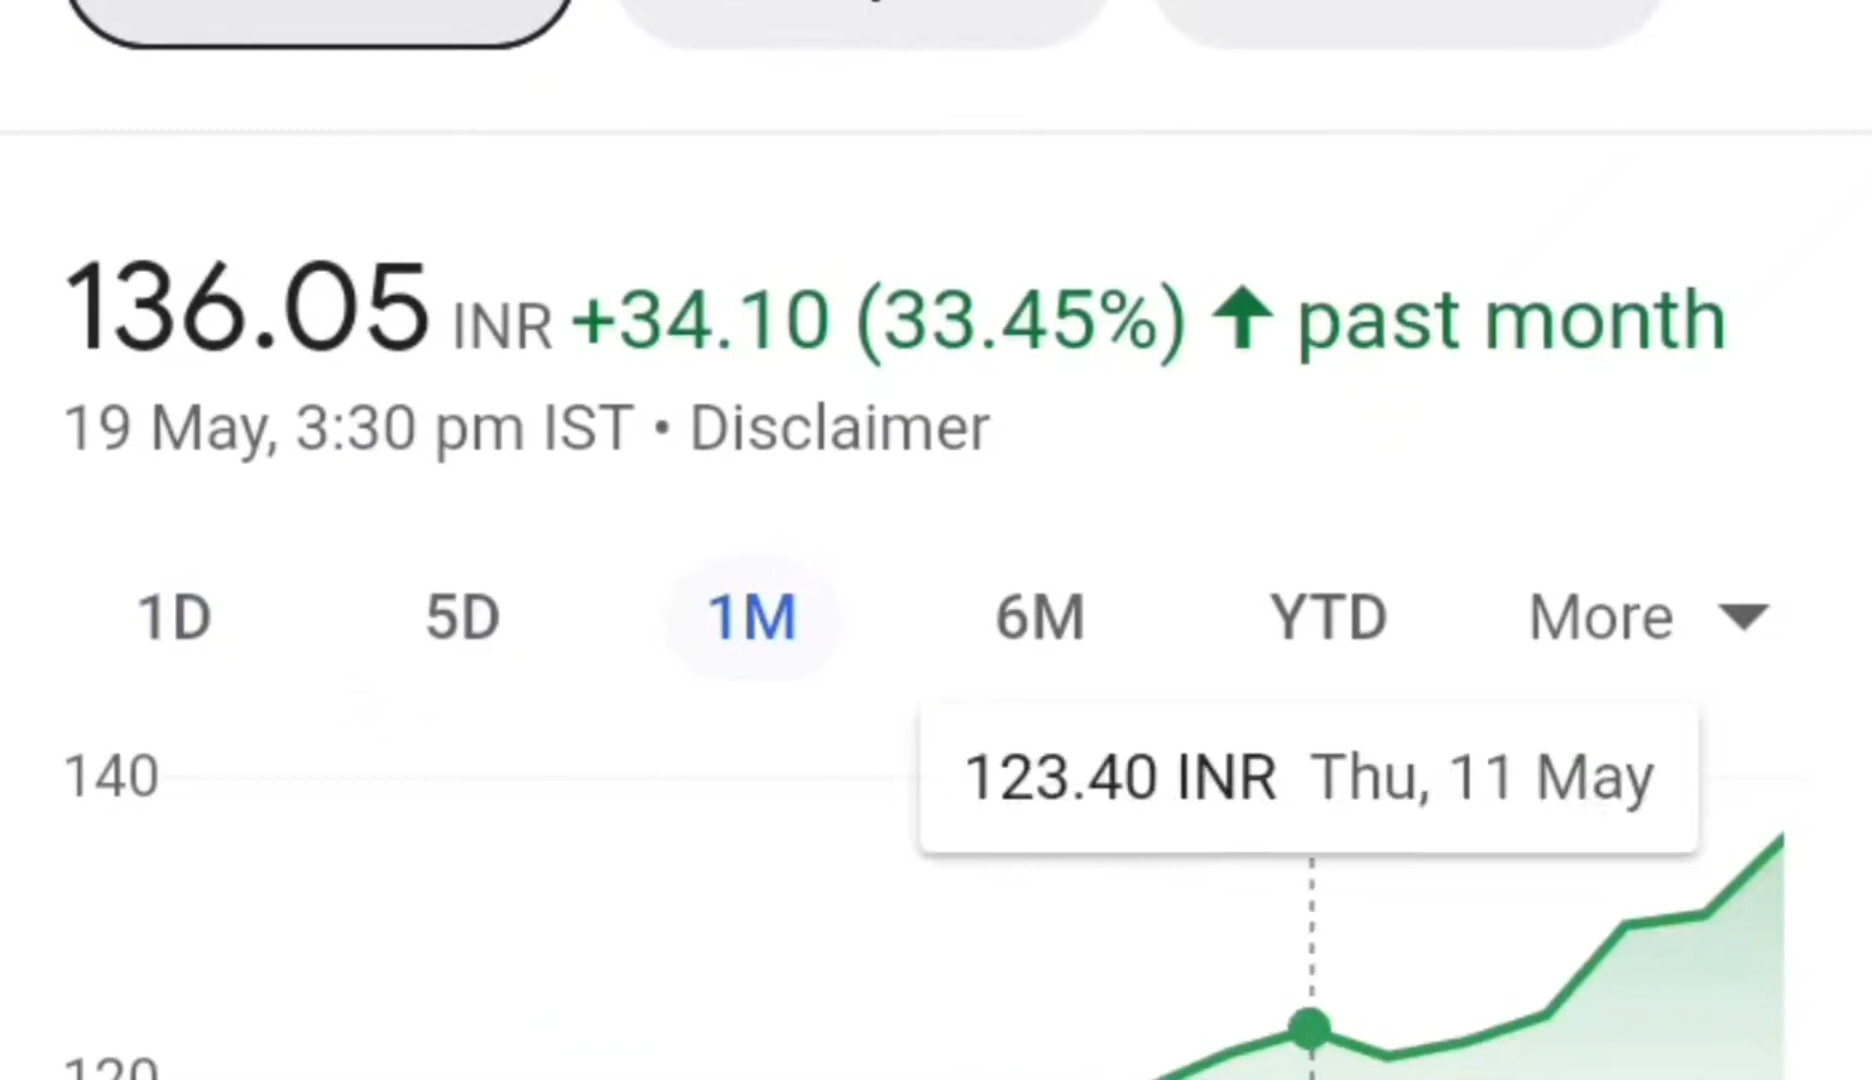 136.05 INR +34.10 (33.45%) ↑ past month
19 May, 3:30 pm IST • Disclaimer
1D 5D 1M 6M YTD More
123.40 INR Thu, 11 May
140
120